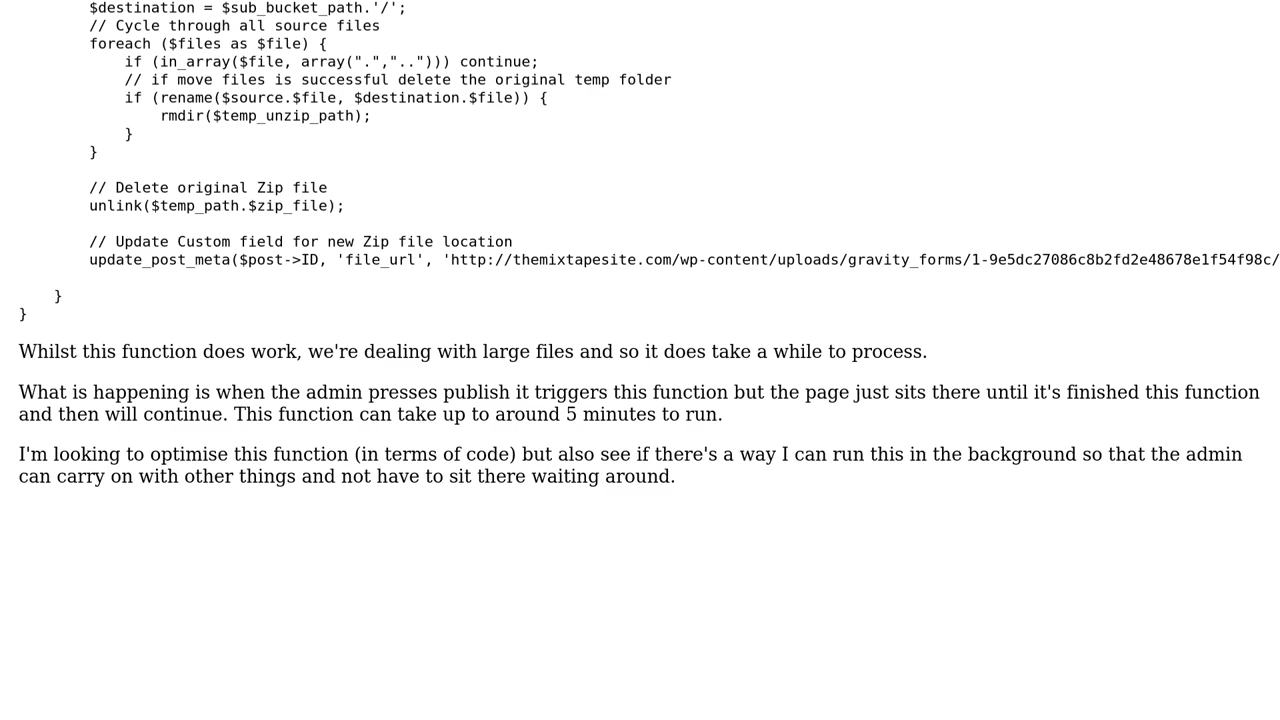 $destination = $sub_bucket_path.'/';
// Cycle through all source files
foreach ($files as $file) {
if (in_array($file, array(".",".."))) continue;
// if move files is successful delete the original temp folder
if (rename($source.$file, $destination.$file)) {
rmdir($temp_unzip_path);
}
}
// Delete original Zip file
unlink($temp_path.$zip_file);
// Update Custom field for new Zip file location
update_post_meta($post->ID, 'file_url', 'http://themixtapesite.com/wp-content/uploads/gravity_forms/1-9e5dc27086c8b2fd2e48678e1f54f98c/
}
}
Whilst this function does work, we're dealing with large files and so it does take a while to process.
What is happening is when the admin presses publish it triggers this function but the page just sits there until it's finished this function
and then will continue. This function can take up to around 5 minutes to run.
I'm looking to optimise this function (in terms of code) but also see if there's a way I can run this in the background so that the admin
can carry on with other things and not have to sit there waiting around.